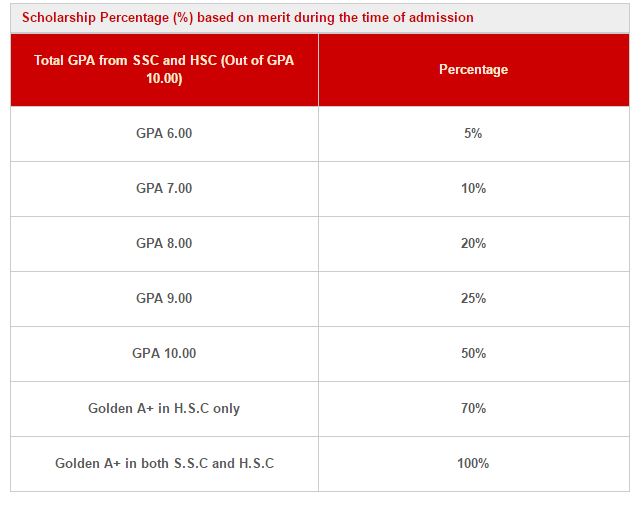 Scholarship Percentage (%) based on merit during the time of admission
Total GPA from SSC and HSC (Out of GPA
10.00)
Percentage
GPA 6.00
5%
GPA 7.00
10%
GPA 8.00
20%
GPA 9.00
25%
GPA 10.00
50%
Golden A+ in H.S.C only
70%
Golden A+ in both S.S.C and H.S.C
100%